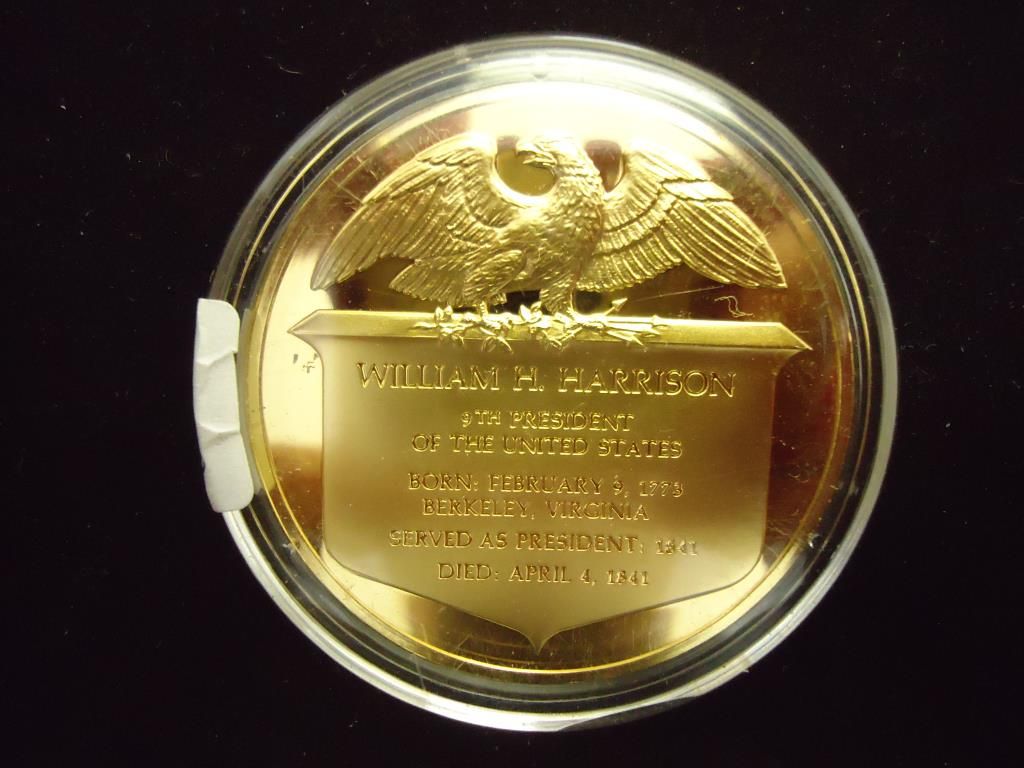 WILLIAM H. HARRISON
9TH PRESIDENT
OF THE UNITED STATES
BORN: FEBRUARY 9, 1773
BERKELEY, VIRGINIA
SERVED AS PRESIDENT: 1841
DIED: APRIL 4, 1841